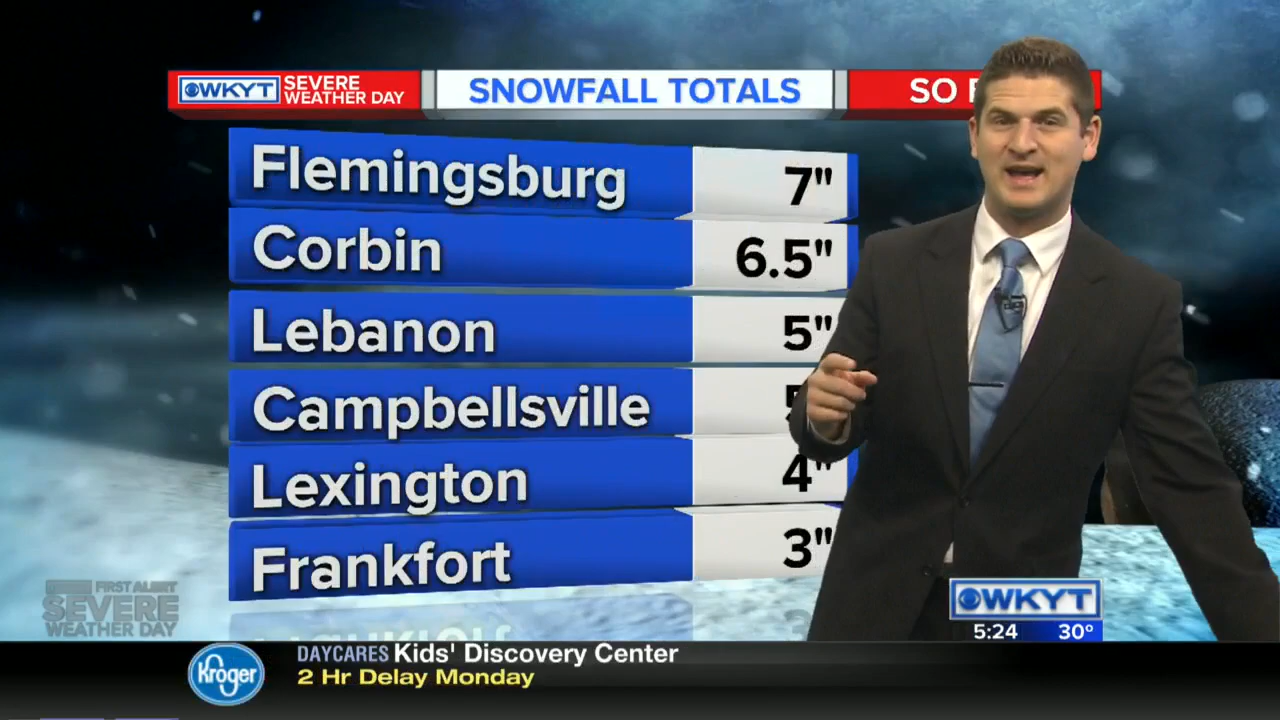 WKYT
SEVERE
WEATHER DAY
SNOWFALL TOTALS
SO
Flemingsburg 7"
Corbin 6.5"
Lebanon 5"
Campbellsville
Lexington 4"
Frankfort 3"
FIRST ALERT
SEVERE
WEATHER DAY
WKYT
5:24 30°
Kroger
DAYCARES Kids' Discovery Center
2 Hr Delay Monday